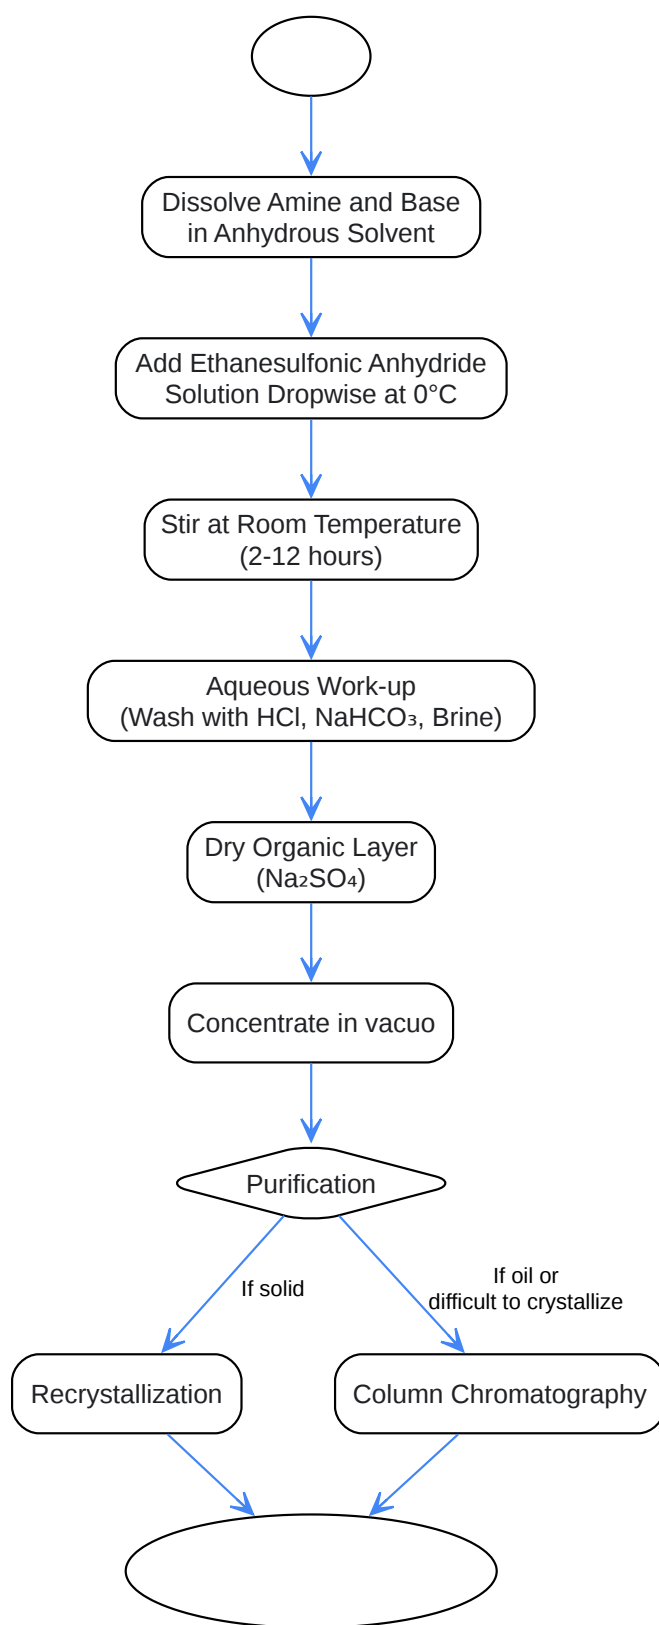 Dissolve Amine and Base
in Anhydrous Solvent
Add Ethanesulfonic Anhydride
Solution Dropwise at 0°C
Stir at Room Temperature
(2-12 hours)
Aqueous Work-up
(Wash with HCl, NaHCO₃, Brine)
Dry Organic Layer
(Na₂SO₄)
Concentrate in vacuo
Purification
If solid
If oil or
difficult to crystallize
Recrystallization
Column Chromatography